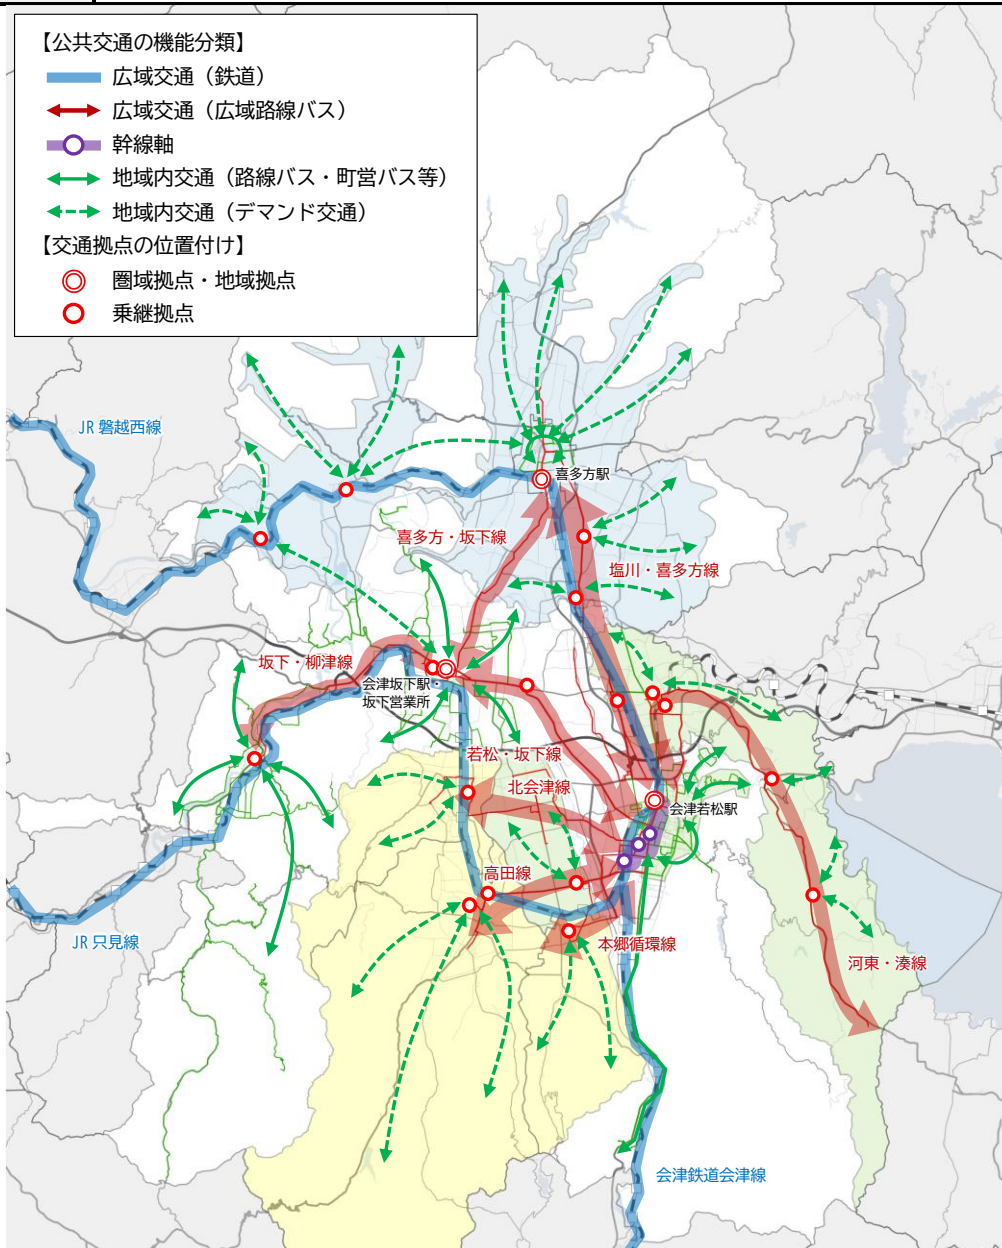 【公共交通の機能分類】
広域交通（鉄道）
広域交通（広域路線バス）
幹線軸
地域内交通（路線バス・町営バス等）
地域内交通（デマンド交通）
【交通拠点の位置付け】
圏域拠点・地域拠点
乗継拠点
JR 磐越西線
喜多方駅
喜多方・坂下線
塩川・喜多方線
坂下・柳津線
会津坂下駅・
坂下営業所
若松・坂下線
北会津線
会津若松駅
高田線
本郷循環線
JR 只見線
河東・湊線
会津鉄道会津線